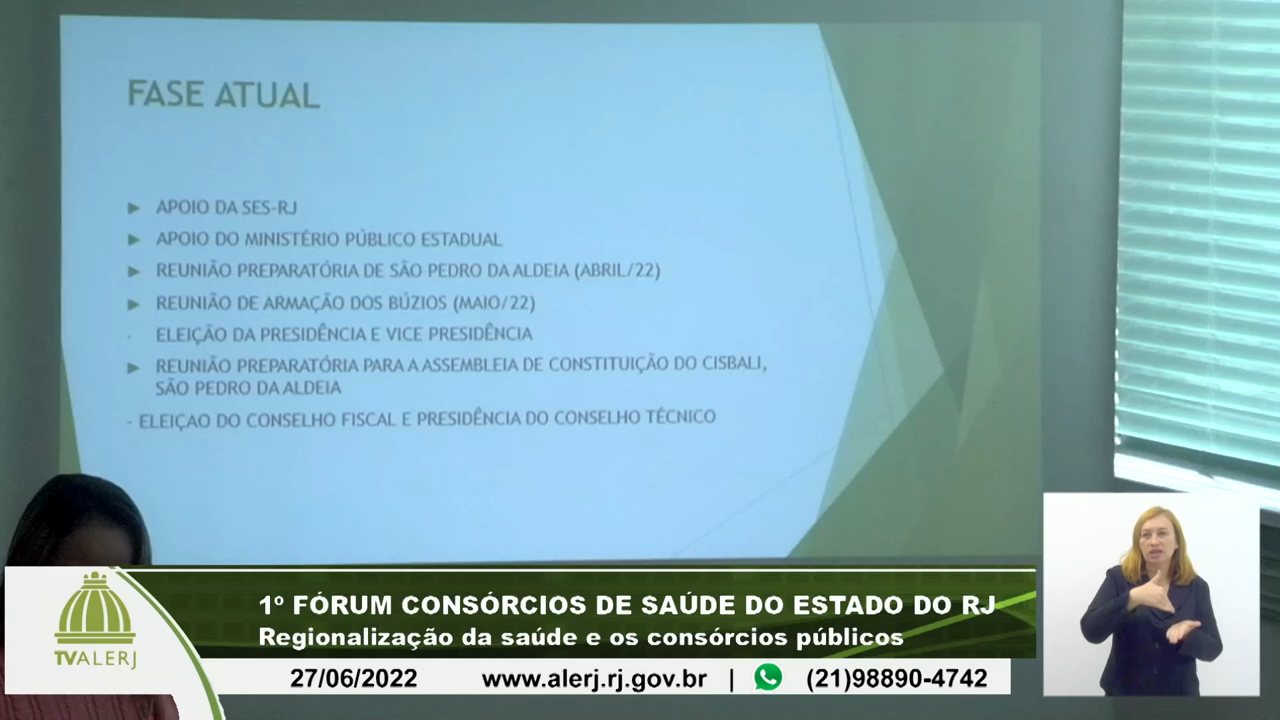 FASE ATUAL
► APOIO DA SES-RJ
► APOIO DO MINISTÉRIO PÚBLICO ESTADUAL
► REUNIÃO PREPARATÓRIA DE SÃO PEDRO DA ALDEIA (ABRIL/22)
► REUNIÃO DE ARMAÇÃO DOS BÚZIOS (MAIO/22)
- ELEIÇÃO DA PRESIDÊNCIA E VICE PRESIDÊNCIA
► REUNIÃO PREPARATÓRIA PARA A ASSEMBLEIA DE CONSTITUIÇÃO DO CISBALI,
SÃO PEDRO DA ALDEIA
- ELEIÇAO DO CONSELHO FISCAL E PRESIDÊNCIA DO CONSELHO TÉCNICO
1º FÓRUM CONSÓRCIOS DE SAÚDE DO ESTADO DO RJ
Regionalização da saúde e os consórcios públicos
TVALERJ
27/06/2022 www.alerj.rj.gov.br | (21)98890-4742